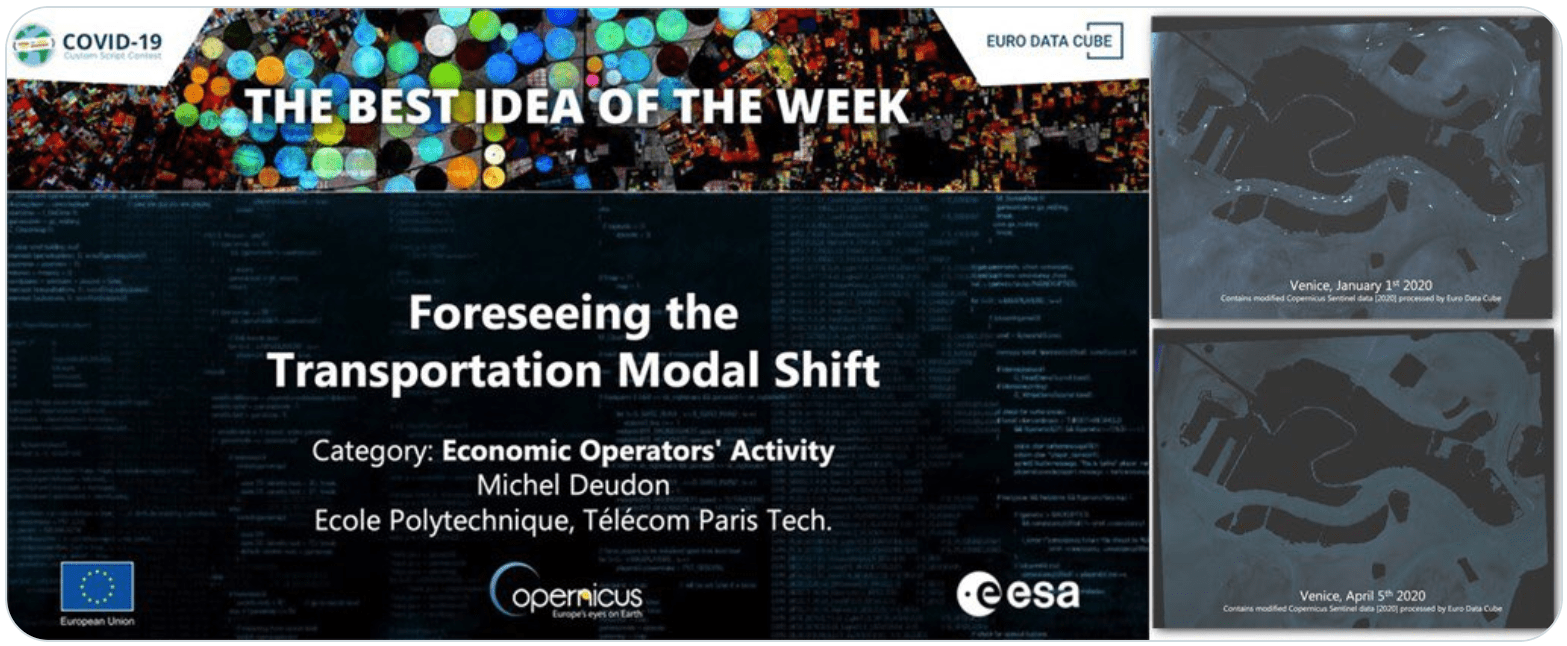 COVID-19
Custom Script Contest
EURO DATA CUBE
THE BEST IDEA OF THE WEEK
Foreseeing the
Transportation Modal Shift
Category: Economic Operators' Activity
Michel Deudon
Ecole Polytechnique, Télécom Paris Tech.
European Union
opernicus
Europe's eyes on Earth
esa
Venice, January 1st 2020
Contains modified Copernicus Sentinel data [2020] processed by Euro Data Cube
Venice, April 5th 2020
Contains modified Copernicus Sentinel data [2020] processed by Euro Data Cube